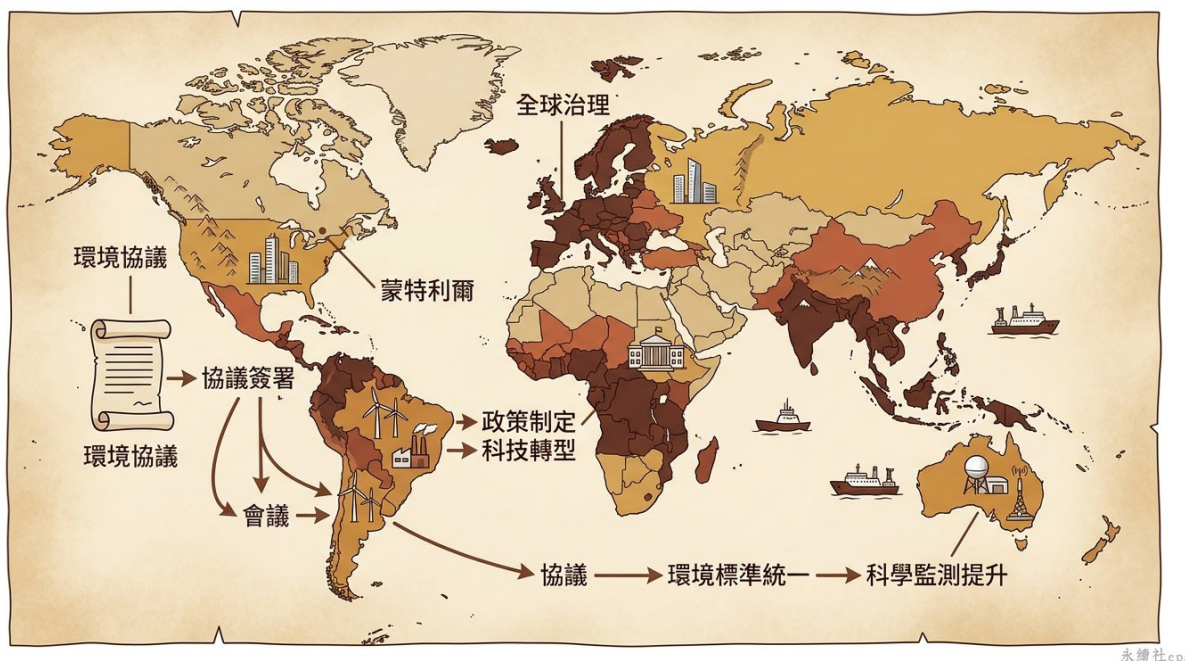 全球治理
環境協議
蒙特利爾
協議簽署
環境協議
政策制定
科技轉型
會議
協議
環境標準統一
科學監測提升
永續社ep